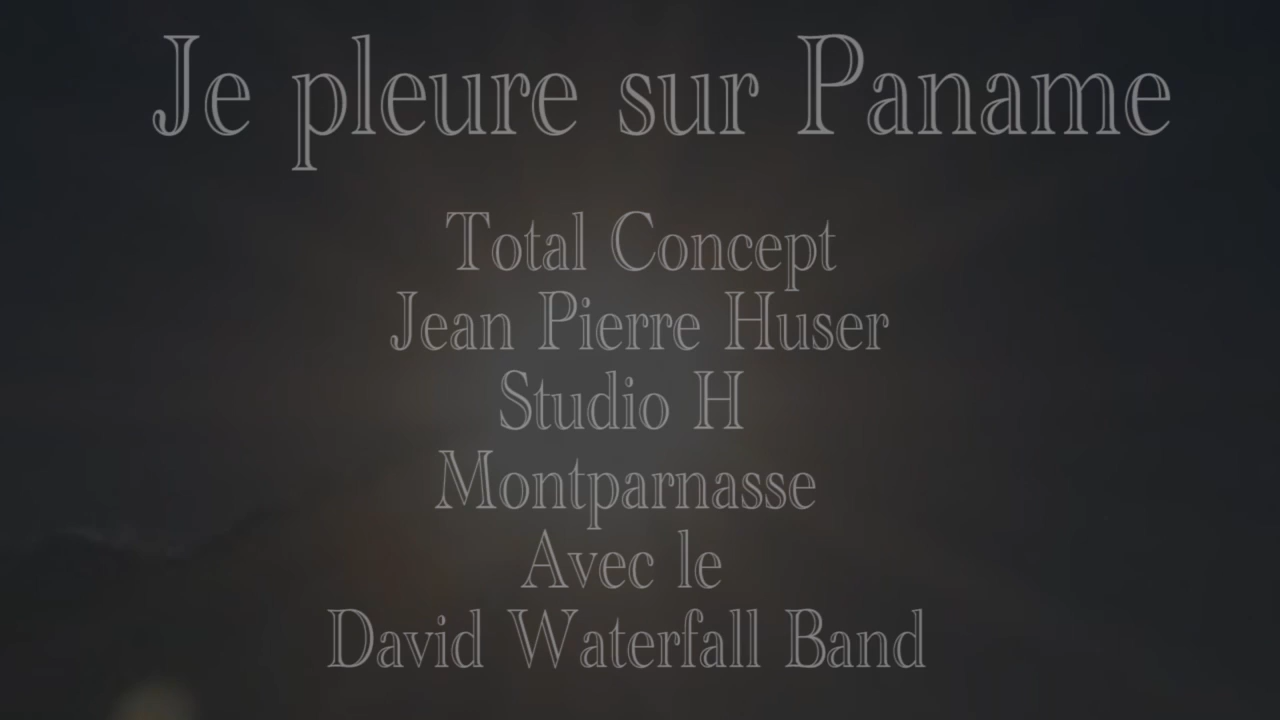 Je pleure sur Paname
Total Concept
Jean Pierre Huser
Studio H
Montparnasse
Avec le
David Waterfall Band